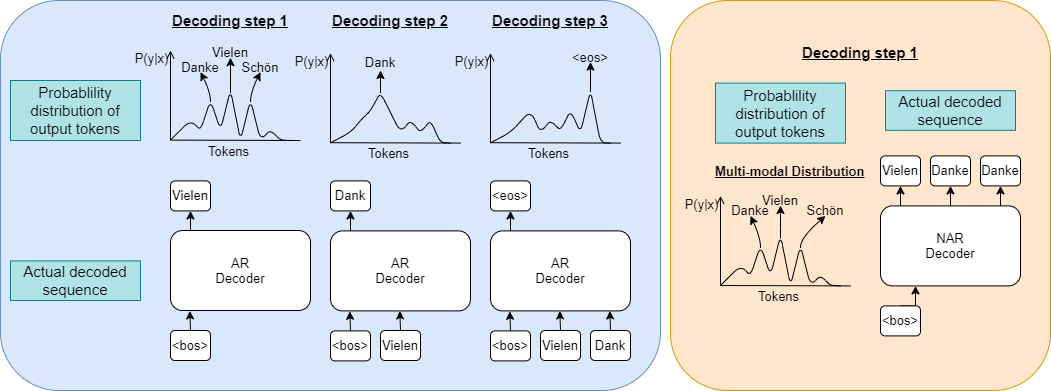 Decoding step 1
Decoding step 2
Decoding step 3
P(y|x)
Danke
Vielen
Schön
Tokens
P(y|x)
Dank
Tokens
P(y|x)
<eos>
Tokens
Probablility
distribution of
output tokens
Vielen
Dank
<eos>
Actual decoded
sequence
AR
Decoder
AR
Decoder
AR
Decoder
<bos>
<bos>
Vielen
<bos>
Vielen
Dank
Decoding step 1
Probablility
distribution of
output tokens
Actual decoded
sequence
Multi-modal Distribution
P(y|x)
Danke
Vielen
Schön
Tokens
Vielen
Danke
Danke
NAR
Decoder
<bos>